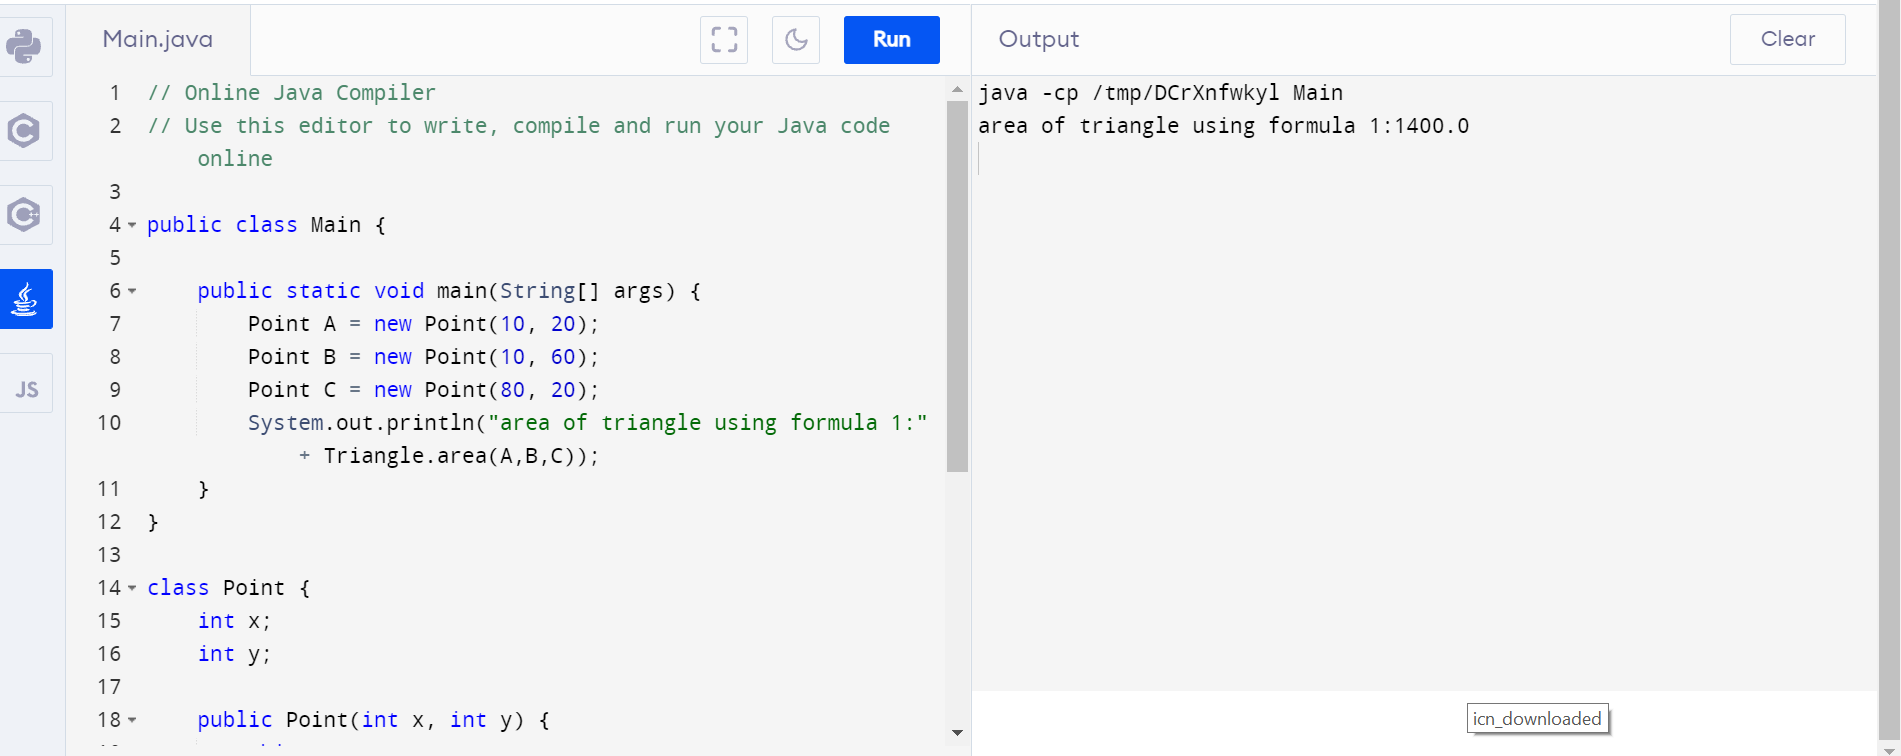 Main.java
Run
Output
Clear
1 // Online Java Compiler
2 // Use this editor to write, compile and run your Java code
online
3
4 public class Main {
5
6 public static void main(String[] args) {
7 Point A = new Point(10, 20);
8 Point B = new Point(10, 60);
9 Point C = new Point(80, 20);
10 System.out.println("area of triangle using formula 1:"
+ Triangle.area(A,B,C));
11 }
12 }
13
14 class Point {
15 int x;
16 int y;
17
18 public Point(int x, int y) {
java -cp /tmp/DCrXnfwkyl Main
area of triangle using formula 1:1400.0
C
C++
JS
icn_downloaded